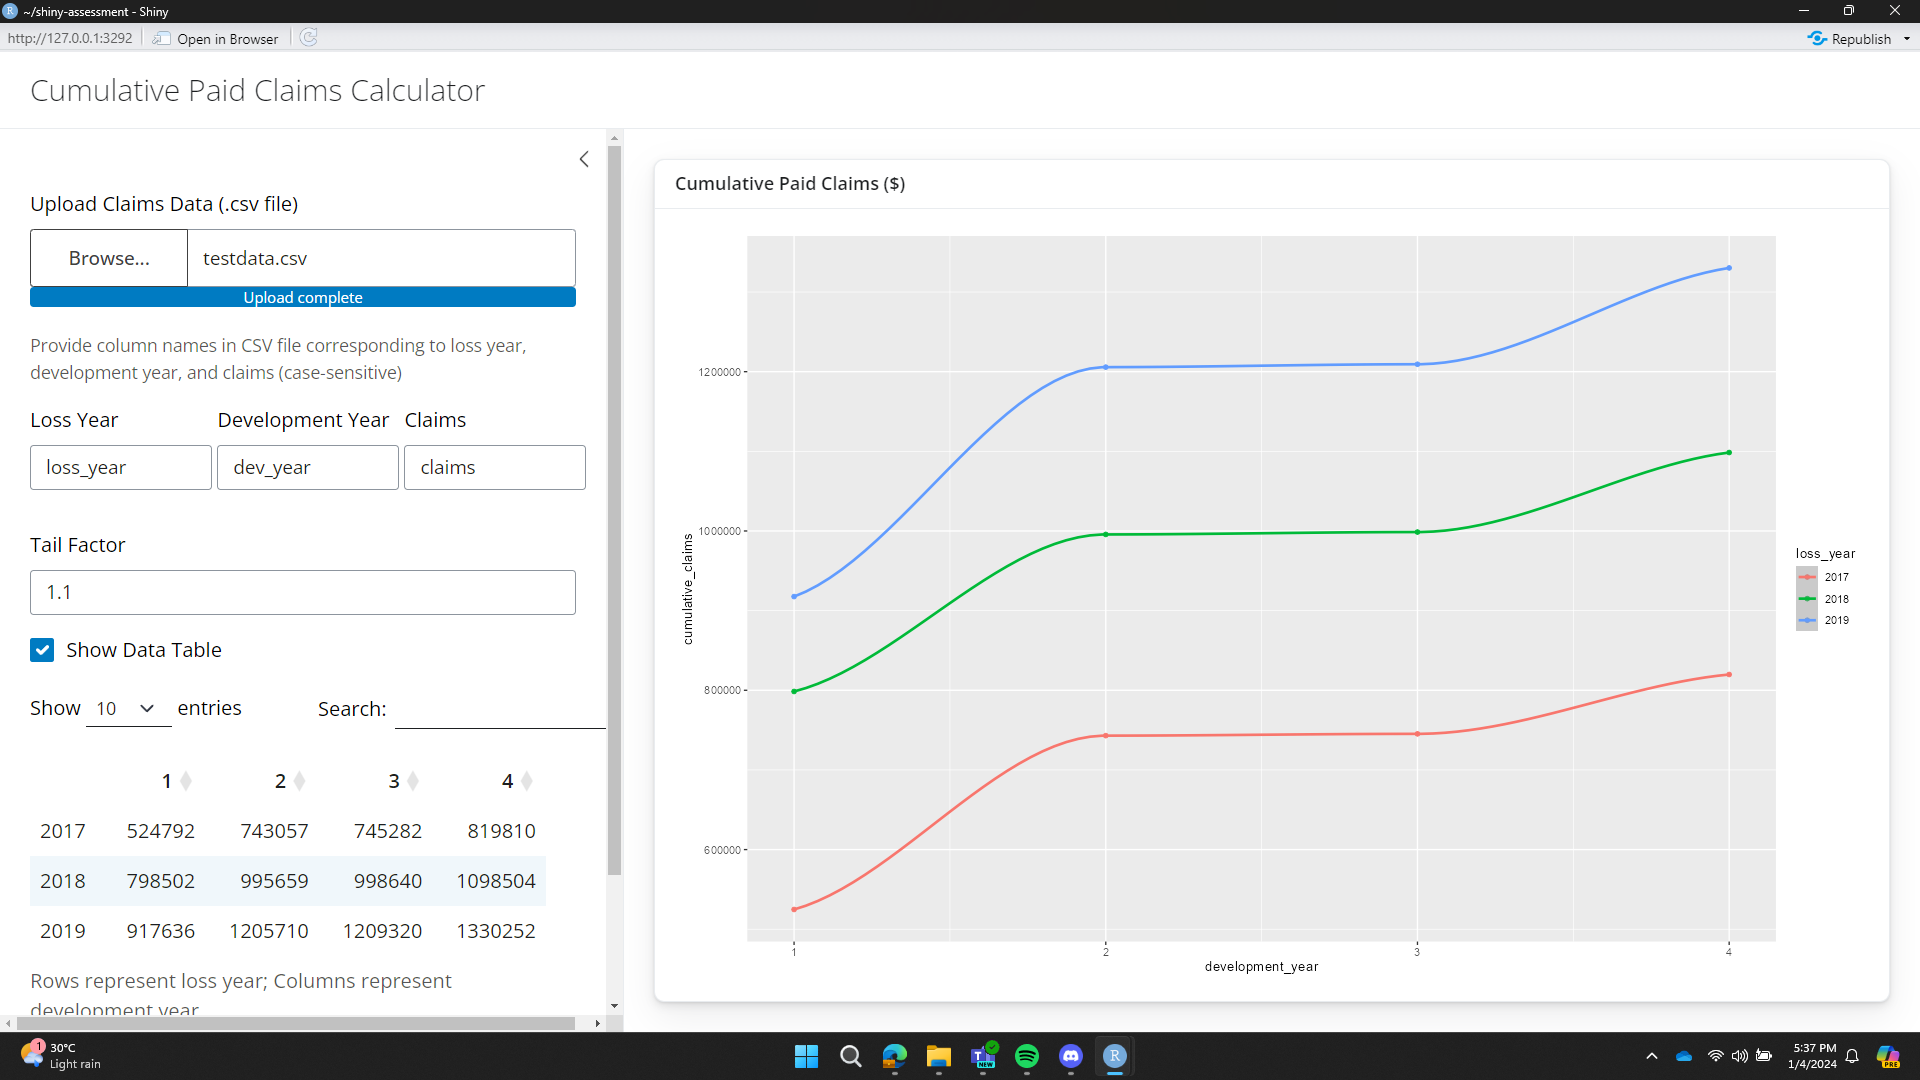 ~/shiny-assessment - Shiny
http://127.0.0.1:3292 Open in Browser Republish
Cumulative Paid Claims Calculator
Upload Claims Data (.csv file)
Browse... testdata.csv
Upload complete
Provide column names in CSV file corresponding to loss year,
development year, and claims (case-sensitive)
Loss Year Development Year Claims
loss_year dev_year claims
Tail Factor
1.1
Show Data Table
Show 10 entries Search:
1 2 3 4
2017 524792 743057 745282 819810
2018 798502 995659 998640 1098504
2019 917636 1205710 1209320 1330252
Rows represent loss year; Columns represent
development year
Cumulative Paid Claims ($)
cumulative_claims
1200000
1000000
800000
600000
1 2 3 4
development_year
loss_year
2017
2018
2019
1
30°C
Light rain
T
NEW
R
5:37 PM
1/4/2024
PRE